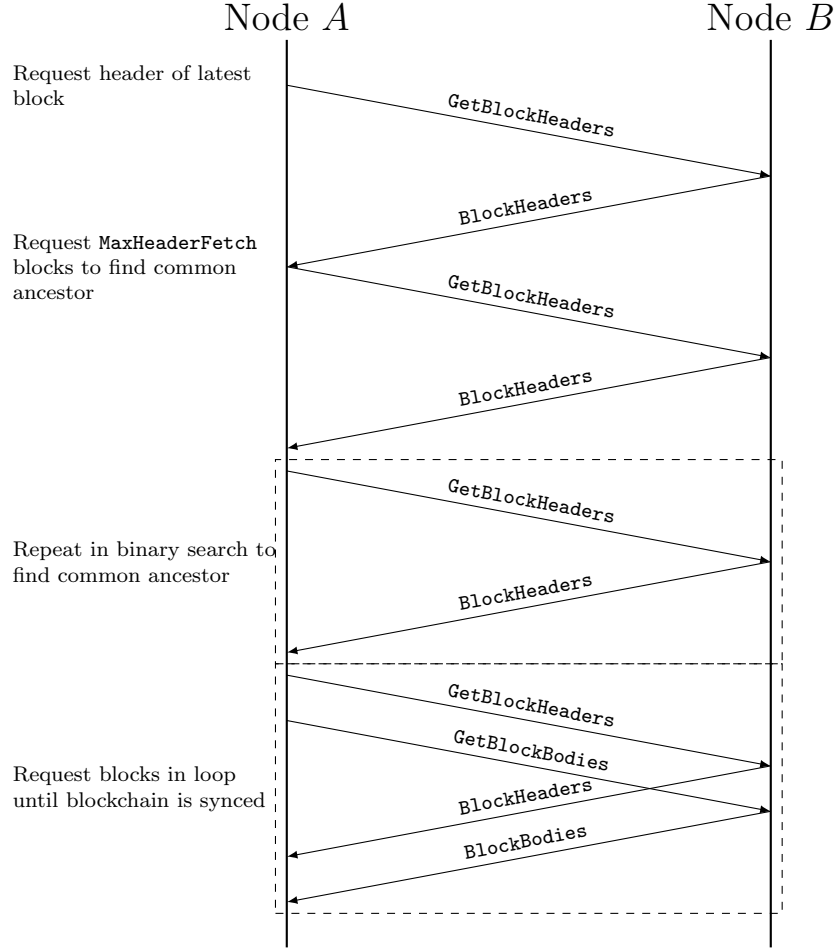 Node A
Node B
Request header of latest
block
GetBlockHeaders
BlockHeaders
Request MaxHeaderFetch
blocks to find common
ancestor
GetBlockHeaders
BlockHeaders
GetBlockHeaders
Repeat in binary search to
find common ancestor
BlockHeaders
GetBlockHeaders
GetBlockBodies
Request blocks in loop
until blockchain is synced
BlockHeaders
BlockBodies